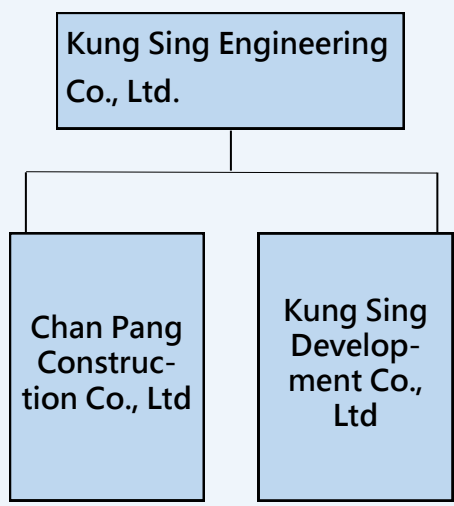 Kung Sing Engineering
Co., Ltd.
Chan Pang
Construc-
tion Co., Ltd
Kung Sing
Develop-
ment Co.,
Ltd